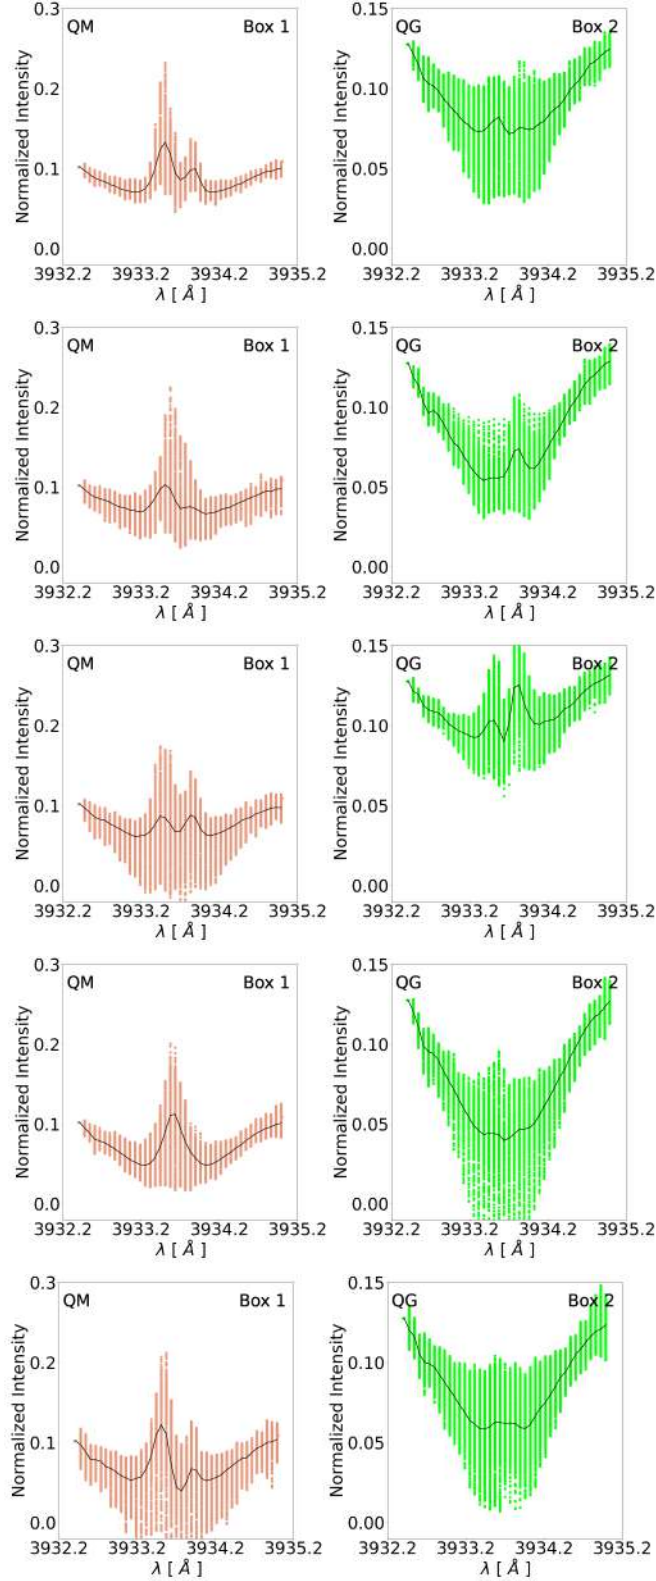 0.3
QM Box 1
0.2
0.1
0.0
Normalized Intensity
3932.2 3933.2 3934.2 3935.2
λ [ Å ]
0.15
QG Box 2
0.10
0.05
0.00
Normalized Intensity
3932.2 3933.2 3934.2 3935.2
λ [ Å ]
0.3
QM Box 1
0.2
0.1
0.0
Normalized Intensity
3932.2 3933.2 3934.2 3935.2
λ [ Å ]
0.15
QG Box 2
0.10
0.05
0.00
Normalized Intensity
3932.2 3933.2 3934.2 3935.2
λ [ Å ]
0.3
QM Box 1
0.2
0.1
0.0
Normalized Intensity
3932.2 3933.2 3934.2 3935.2
λ [ Å ]
0.15
QG Box 2
0.10
0.05
0.00
Normalized Intensity
3932.2 3933.2 3934.2 3935.2
λ [ Å ]
0.3
QM Box 1
0.2
0.1
0.0
Normalized Intensity
3932.2 3933.2 3934.2 3935.2
λ [ Å ]
0.15
QG Box 2
0.10
0.05
0.00
Normalized Intensity
3932.2 3933.2 3934.2 3935.2
λ [ Å ]
0.3
QM Box 1
0.2
0.1
0.0
Normalized Intensity
3932.2 3933.2 3934.2 3935.2
λ [ Å ]
0.15
QG Box 2
0.10
0.05
0.00
Normalized Intensity
3932.2 3933.2 3934.2 3935.2
λ [ Å ]